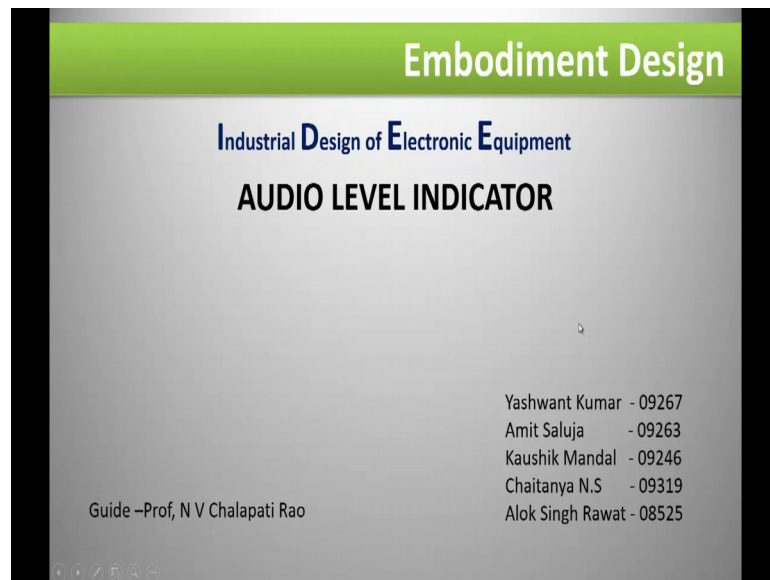 Embodiment Design
Industrial Design of Electronic Equipment
AUDIO LEVEL INDICATOR
Yashwant Kumar - 09267
Amit Saluja - 09263
Kaushik Mandal - 09246
Chaitanya N.S - 09319
Alok Singh Rawat - 08525
Guide –Prof, N V Chalapati Rao